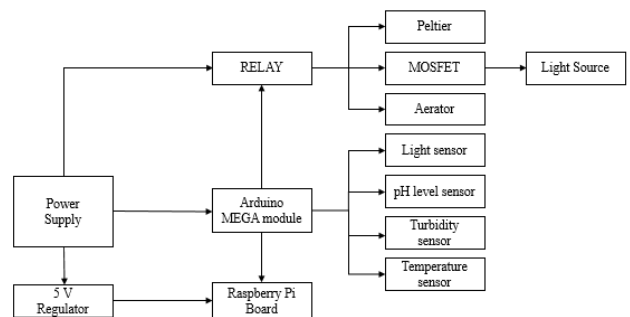 Peltier
RELAY
MOSFET
Light Source
Aerator
Light sensor
pH level sensor
Power
Supply
Arduino
MEGA module
Turbidity
sensor
Temperature
sensor
5 V
Regulator
Raspberry Pi
Board